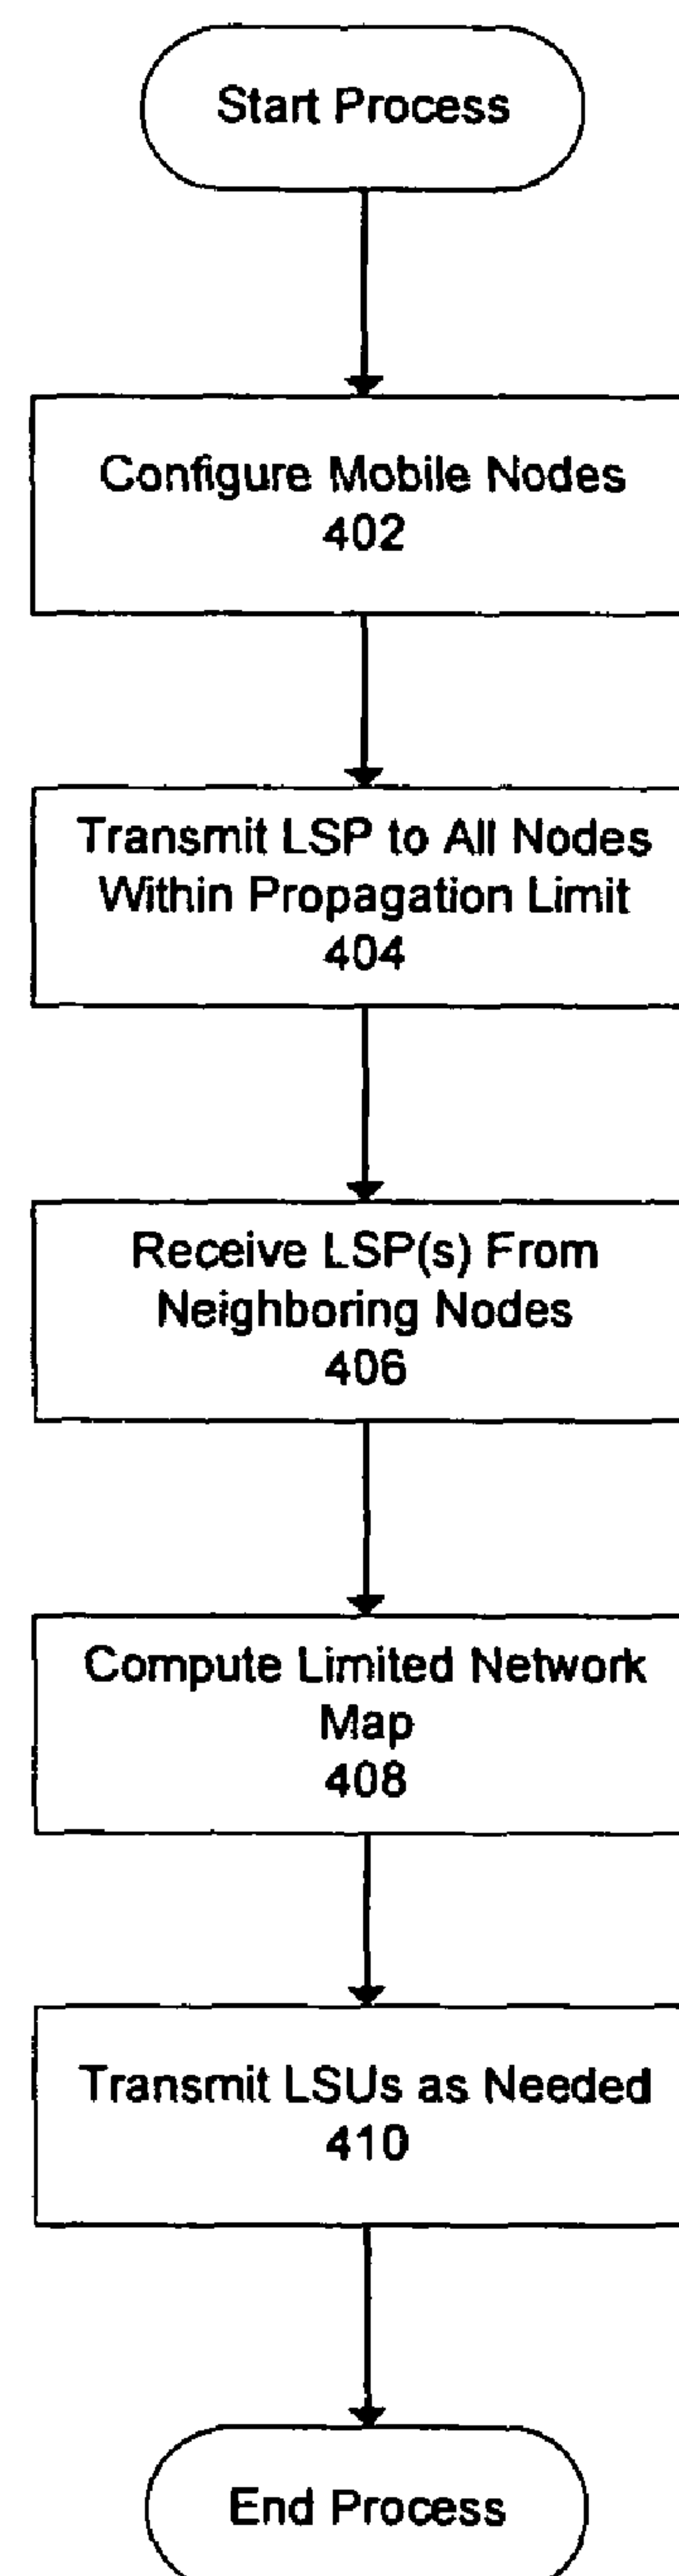 Start Process
Configure Mobile Nodes
402
Transmit LSP to All Nodes
Within Propagation Limit
404
Receive LSP(s) From
Neighboring Nodes
406
Compute Limited Network
Map
408
Transmit LSUs as Needed
410
End Process